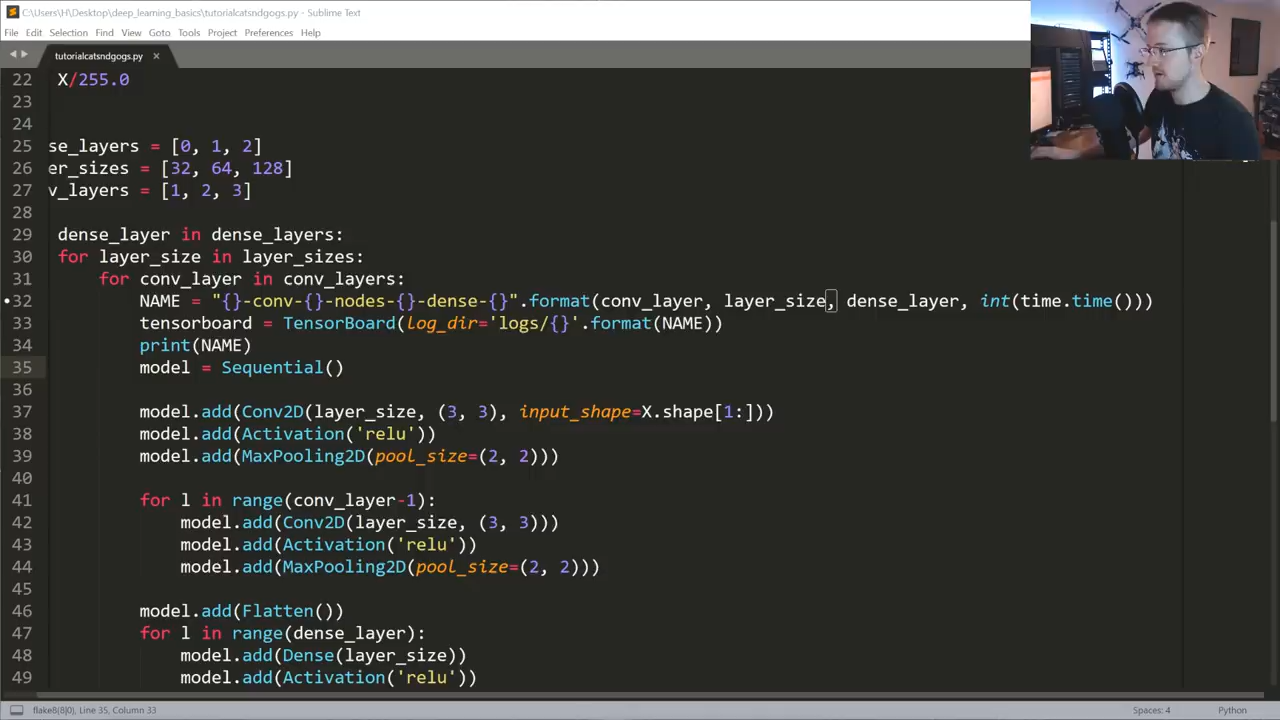 C:\Users\H\Desktop\deep_learning_basics\tutorialcatsndgogs.py - Sublime Text
File Edit Selection Find View Goto Tools Project Preferences Help
tutorialcatsndgogs.py ×
22 X/255.0
23
24
25 se_layers = [0, 1, 2]
26 er_sizes = [32, 64, 128]
27 v_layers = [1, 2, 3]
28
29 dense_layer in dense_layers:
30 for layer_size in layer_sizes:
31 for conv_layer in conv_layers:
32 NAME = "{}-conv-{}-nodes-{}-dense-{}".format(conv_layer, layer_size, dense_layer, int(time.time()))
33 tensorboard = TensorBoard(log_dir='logs/{}'.format(NAME))
34 print(NAME)
35 model = Sequential()
36
37 model.add(Conv2D(layer_size, (3, 3), input_shape=X.shape[1:]))
38 model.add(Activation('relu'))
39 model.add(MaxPooling2D(pool_size=(2, 2)))
40
41 for l in range(conv_layer-1):
42 model.add(Conv2D(layer_size, (3, 3)))
43 model.add(Activation('relu'))
44 model.add(MaxPooling2D(pool_size=(2, 2)))
45
46 model.add(Flatten())
47 for l in range(dense_layer):
48 model.add(Dense(layer_size))
49 model.add(Activation('relu'))
flake8(8|0), Line 35, Column 33 Spaces: 4 Python